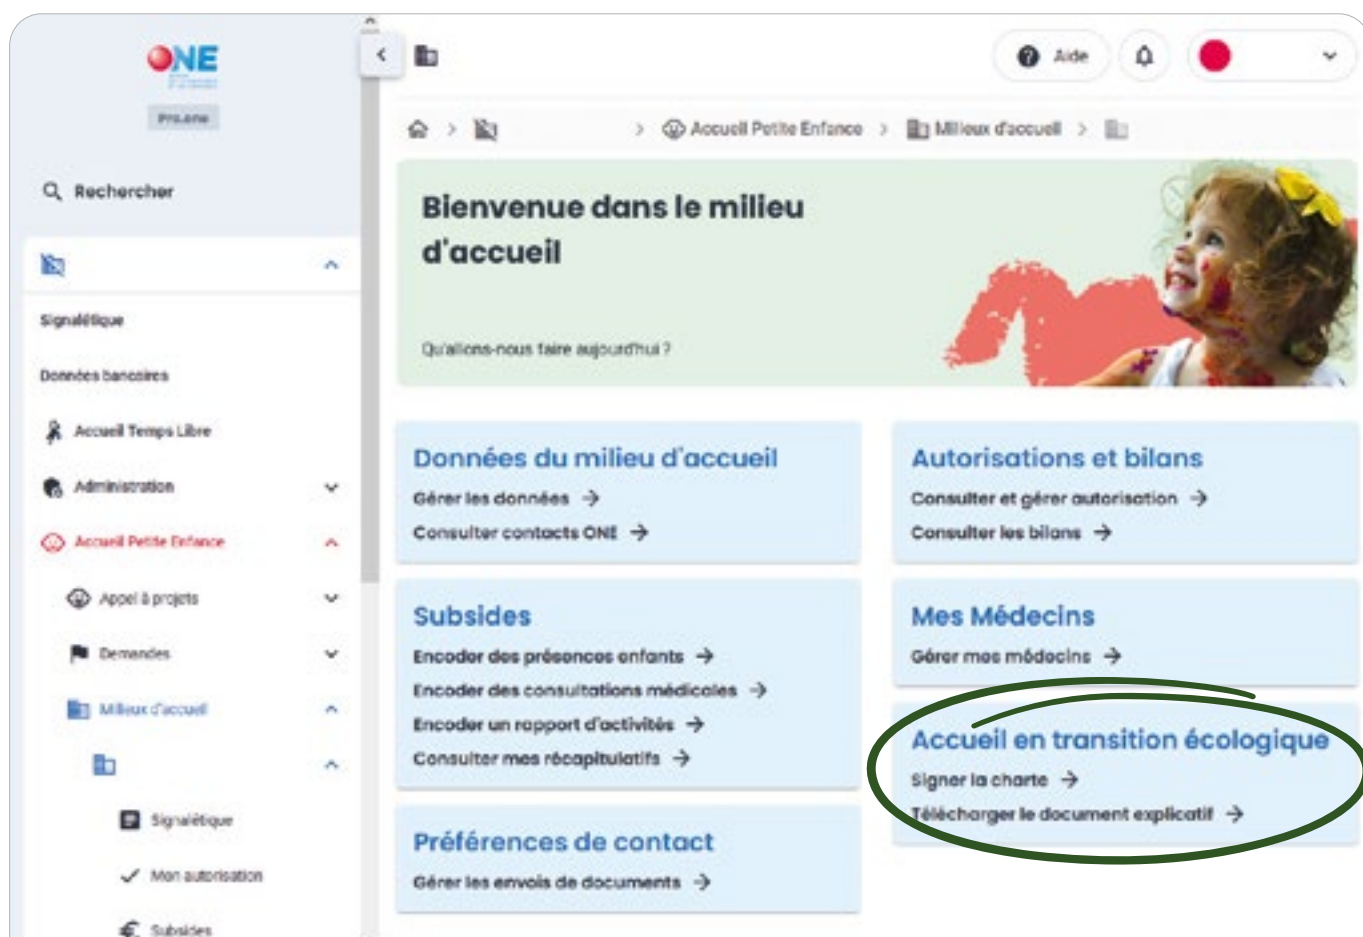 ONE
Pro.one
Rechercher
Signalétique
Données bancaires
Accueil Temps Libre
Administration
Accueil Petite Enfance
Appel à projets
Demandes
Milieux d'accueil
Signalétique
Mon autorisation
Subsides
Aide
Accueil Petite Enfance
Milieux d'accueil
Bienvenue dans le milieu
d'accueil
Qu'allons-nous faire aujourd'hui ?
Données du milieu d'accueil
Gérer les données
Consulter contacts ONE
Subsides
Encoder des présences enfants
Encoder des consultations médicales
Encoder un rapport d'activités
Consulter mes récapitulatifs
Préférences de contact
Gérer les envois de documents
Autorisations et bilans
Consulter et gérer autorisation
Consulter les bilans
Mes Médecins
Gérer mes médecins
Accueil en transition écologique
Signer la charte
Télécharger le document explicatif